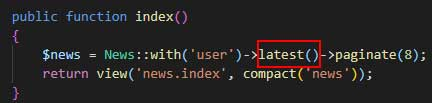 public function index()
{
$news = News::with('user')->latest()->paginate(8);
return view('news.index', compact('news'));
}